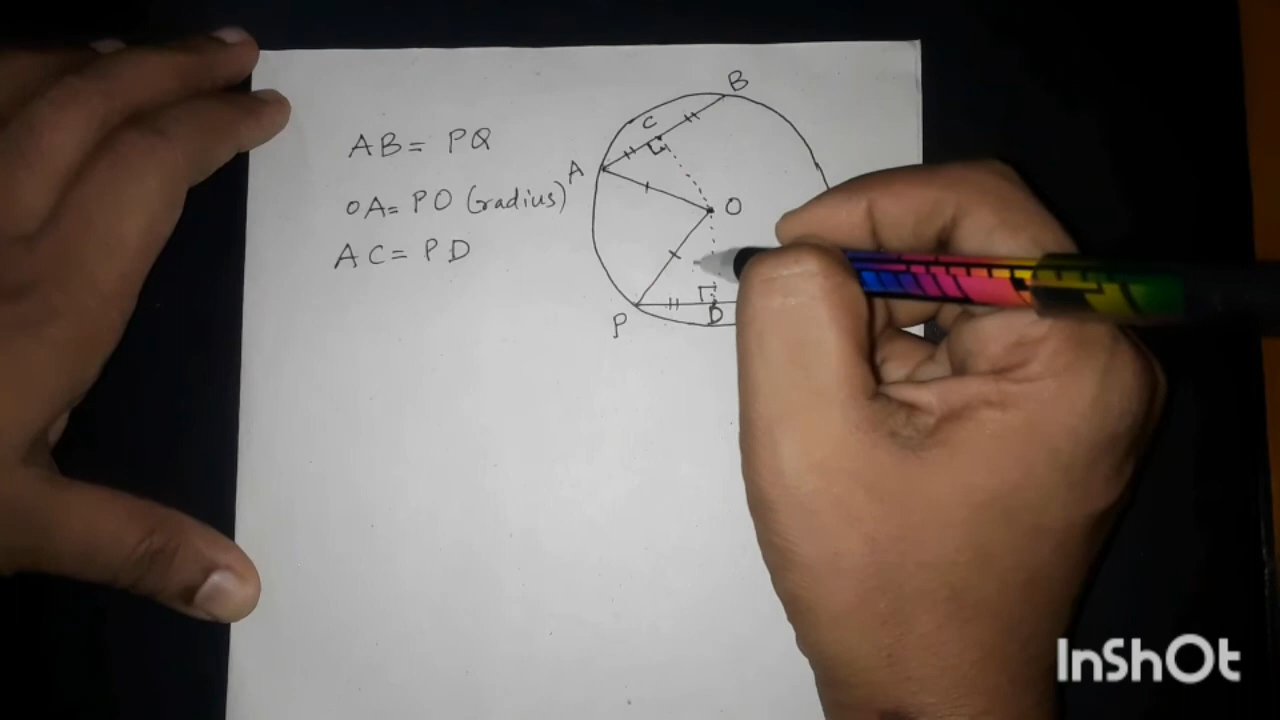 AB = PQ
OA = PO (radius)
AC = PD
B
C
A
O
P
D
InShOt